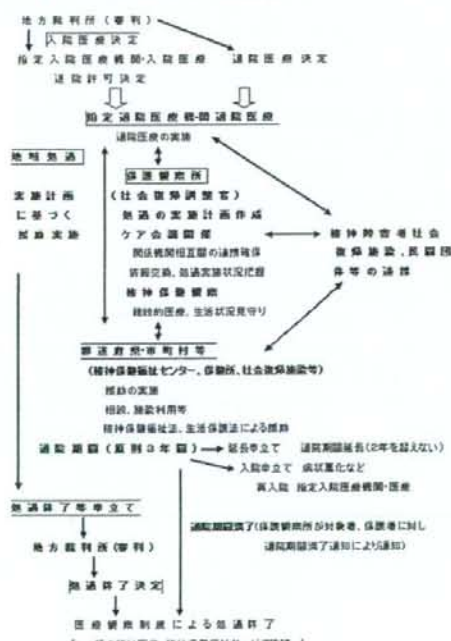 地方裁判所(審判)
入院医療決定
指定入院医療機関・入院医療 通院医療決定
退院許可決定
指定通院医療機関通院医療
通院医療の実施
地域処遇
保護観察所
実施計画 (社会復帰調整官)
に基づく 処遇の実施計画作成
援助実施 ケア会議開催 精神障害者社会
関係機関相互間の連携確保 復帰施設、民間団
情報交換、処遇実施状況把握 体等の連携
精神保健観察
継続的医療、生活状況見守り
都道府県・市町村等
(精神保健福祉センター、保健所、社会復帰施設等)
援助の実施
相談、施設利用等
精神保健福祉法、生活保護法による援助
通院期間(原則3年間) 延長申立て 通院期間延長(2年を超えない)
入院申立て 病状悪化など
再入院 指定入院医療機関・医療
処遇終了等申立て
通院期間満了(保護観察所が対象者、保護者に対し
地方裁判所(審判) 通院期間満了通知により通知)
処遇終了決定
医療観察制度による処遇終了